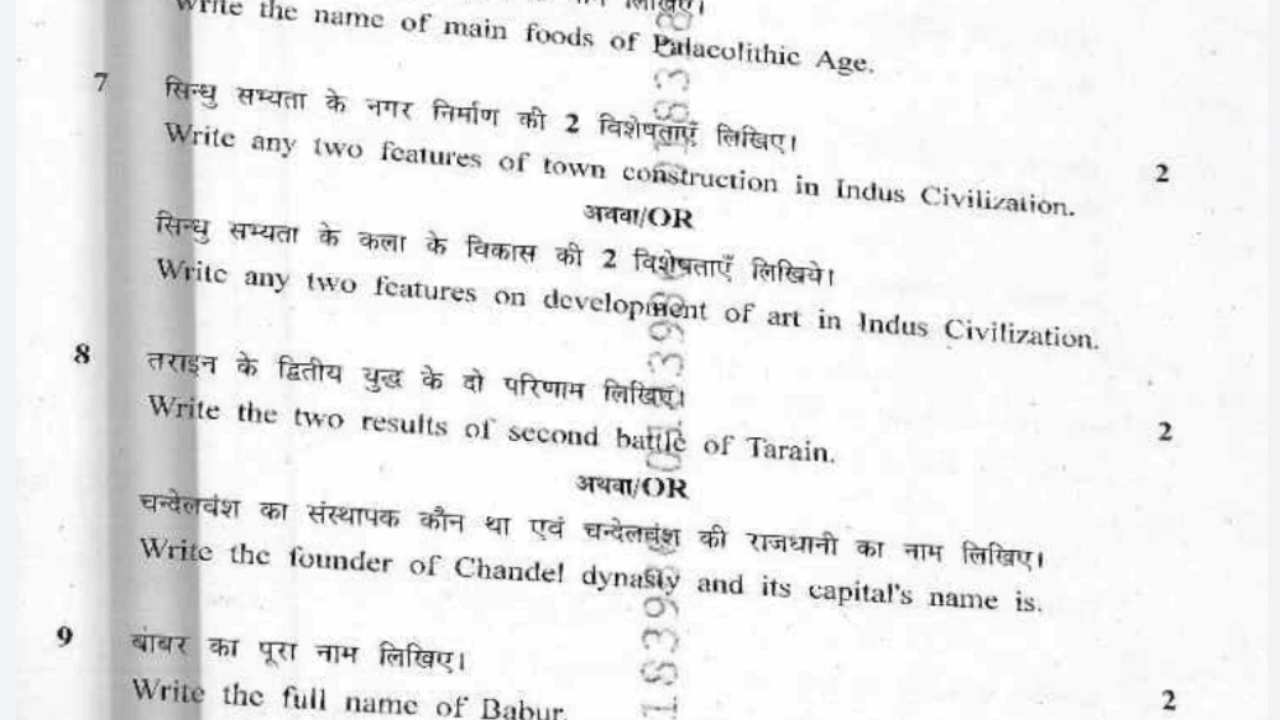 लिखिए।
Write the name of main foods of Palaeolithic Age.
7 सिन्धु सभ्यता के नगर निर्माण की 2 विशेषताएँ लिखिए।
Write any two features of town construction in Indus Civilization. 2
अथवा/OR
सिन्धु सभ्यता के कला के विकास की 2 विशेषताएँ लिखिये।
Write any two features on development of art in Indus Civilization.
8 तराइन के द्वितीय युद्ध के दो परिणाम लिखिए।
Write the two results of second battle of Tarain. 2
अथवा/OR
चन्देलवंश का संस्थापक कौन था एवं चन्देलवंश की राजधानी का नाम लिखिए।
Write the founder of Chandel dynasty and its capital's name is.
9 बाबर का पूरा नाम लिखिए।
Write the full name of Babur. 2